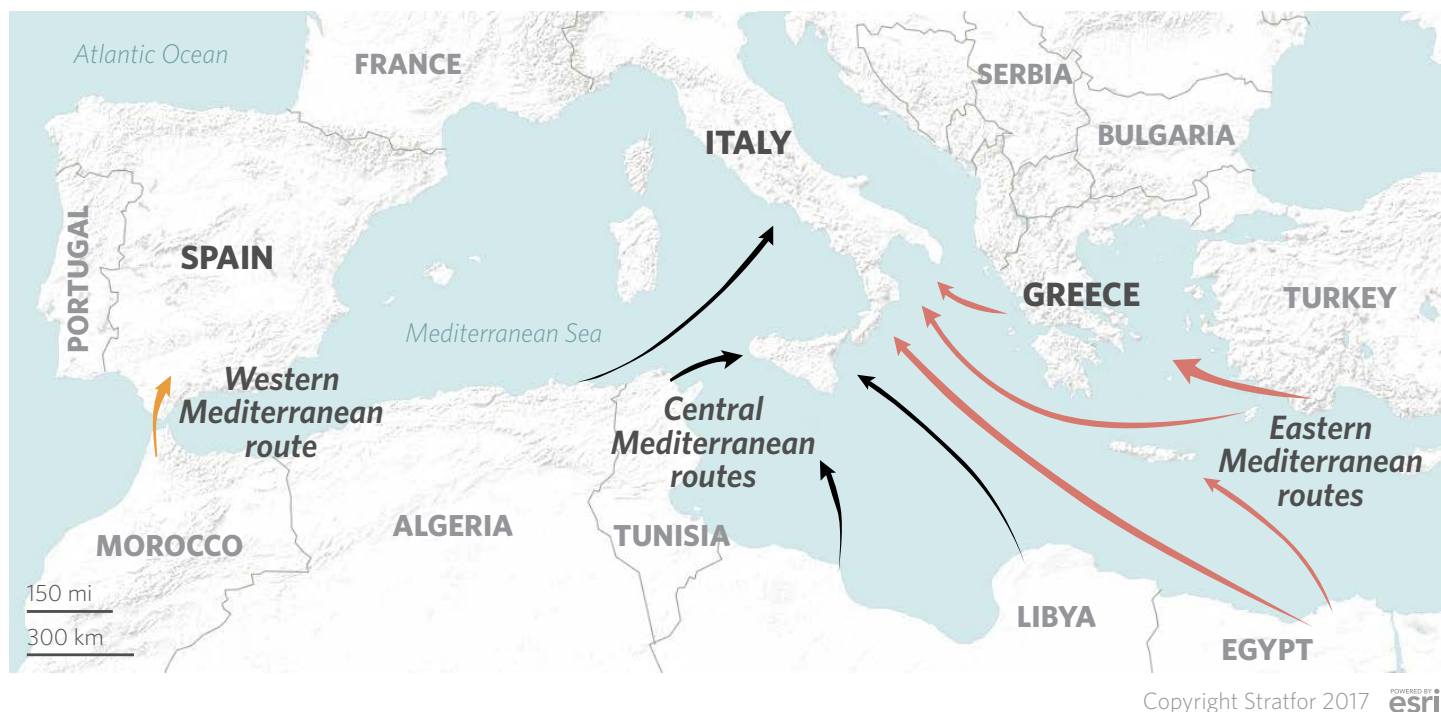 Atlantic Ocean
FRANCE
SERBIA
ITALY
BULGARIA
PORTUGAL
SPAIN
GREECE
TURKEY
Mediterranean Sea
Western
Mediterranean
route
Central
Mediterranean
routes
Eastern
Mediterranean
routes
MOROCCO
ALGERIA
TUNISIA
LIBYA
EGYPT
150 mi
300 km
Copyright Stratfor 2017
POWERED BY
esri